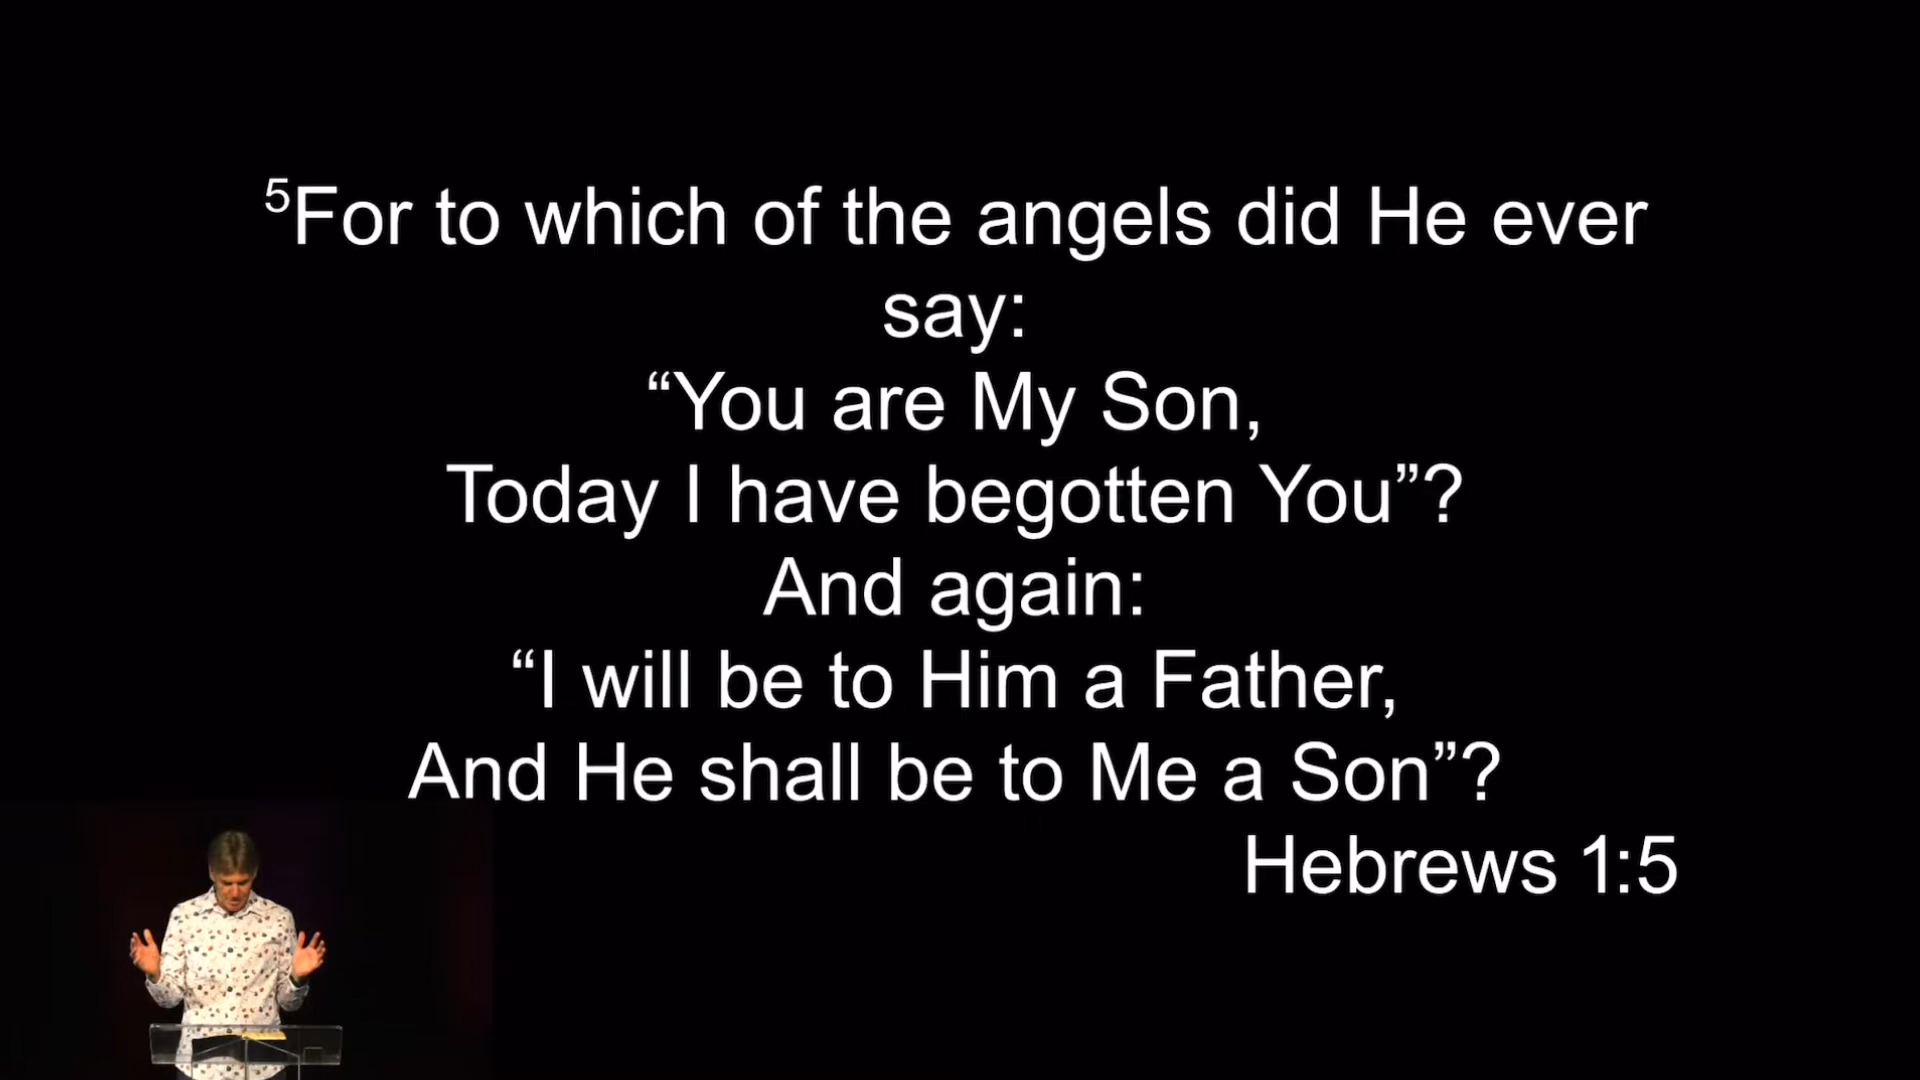 ⁵For to which of the angels did He ever
say:
“You are My Son,
Today I have begotten You”?
And again:
“I will be to Him a Father,
And He shall be to Me a Son”?
Hebrews 1:5